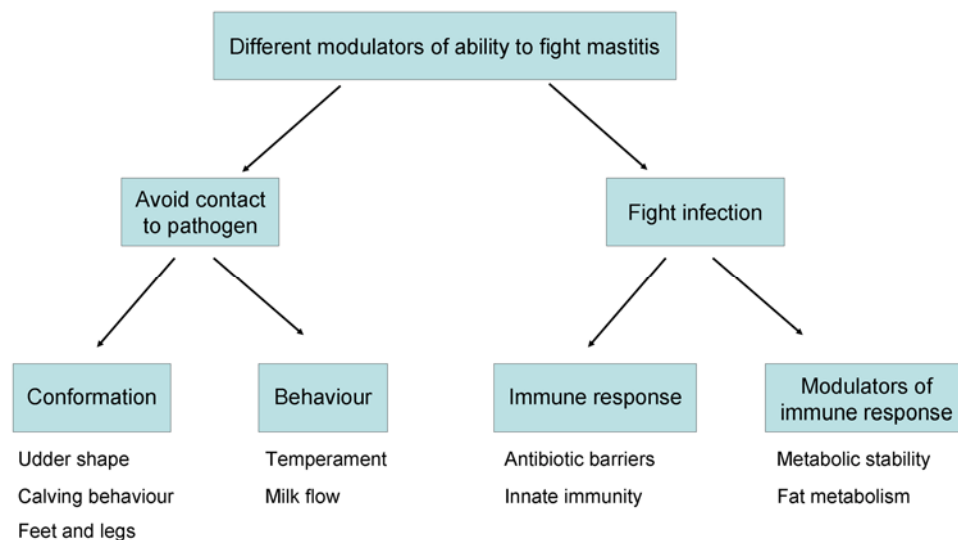 Different modulators of ability to fight mastitis
Avoid contact
to pathogen
Fight infection
Conformation
Behaviour
Immune response
Modulators of
immune response
Udder shape
Calving behaviour
Feet and legs
Temperament
Milk flow
Antibiotic barriers
Innate immunity
Metabolic stability
Fat metabolism